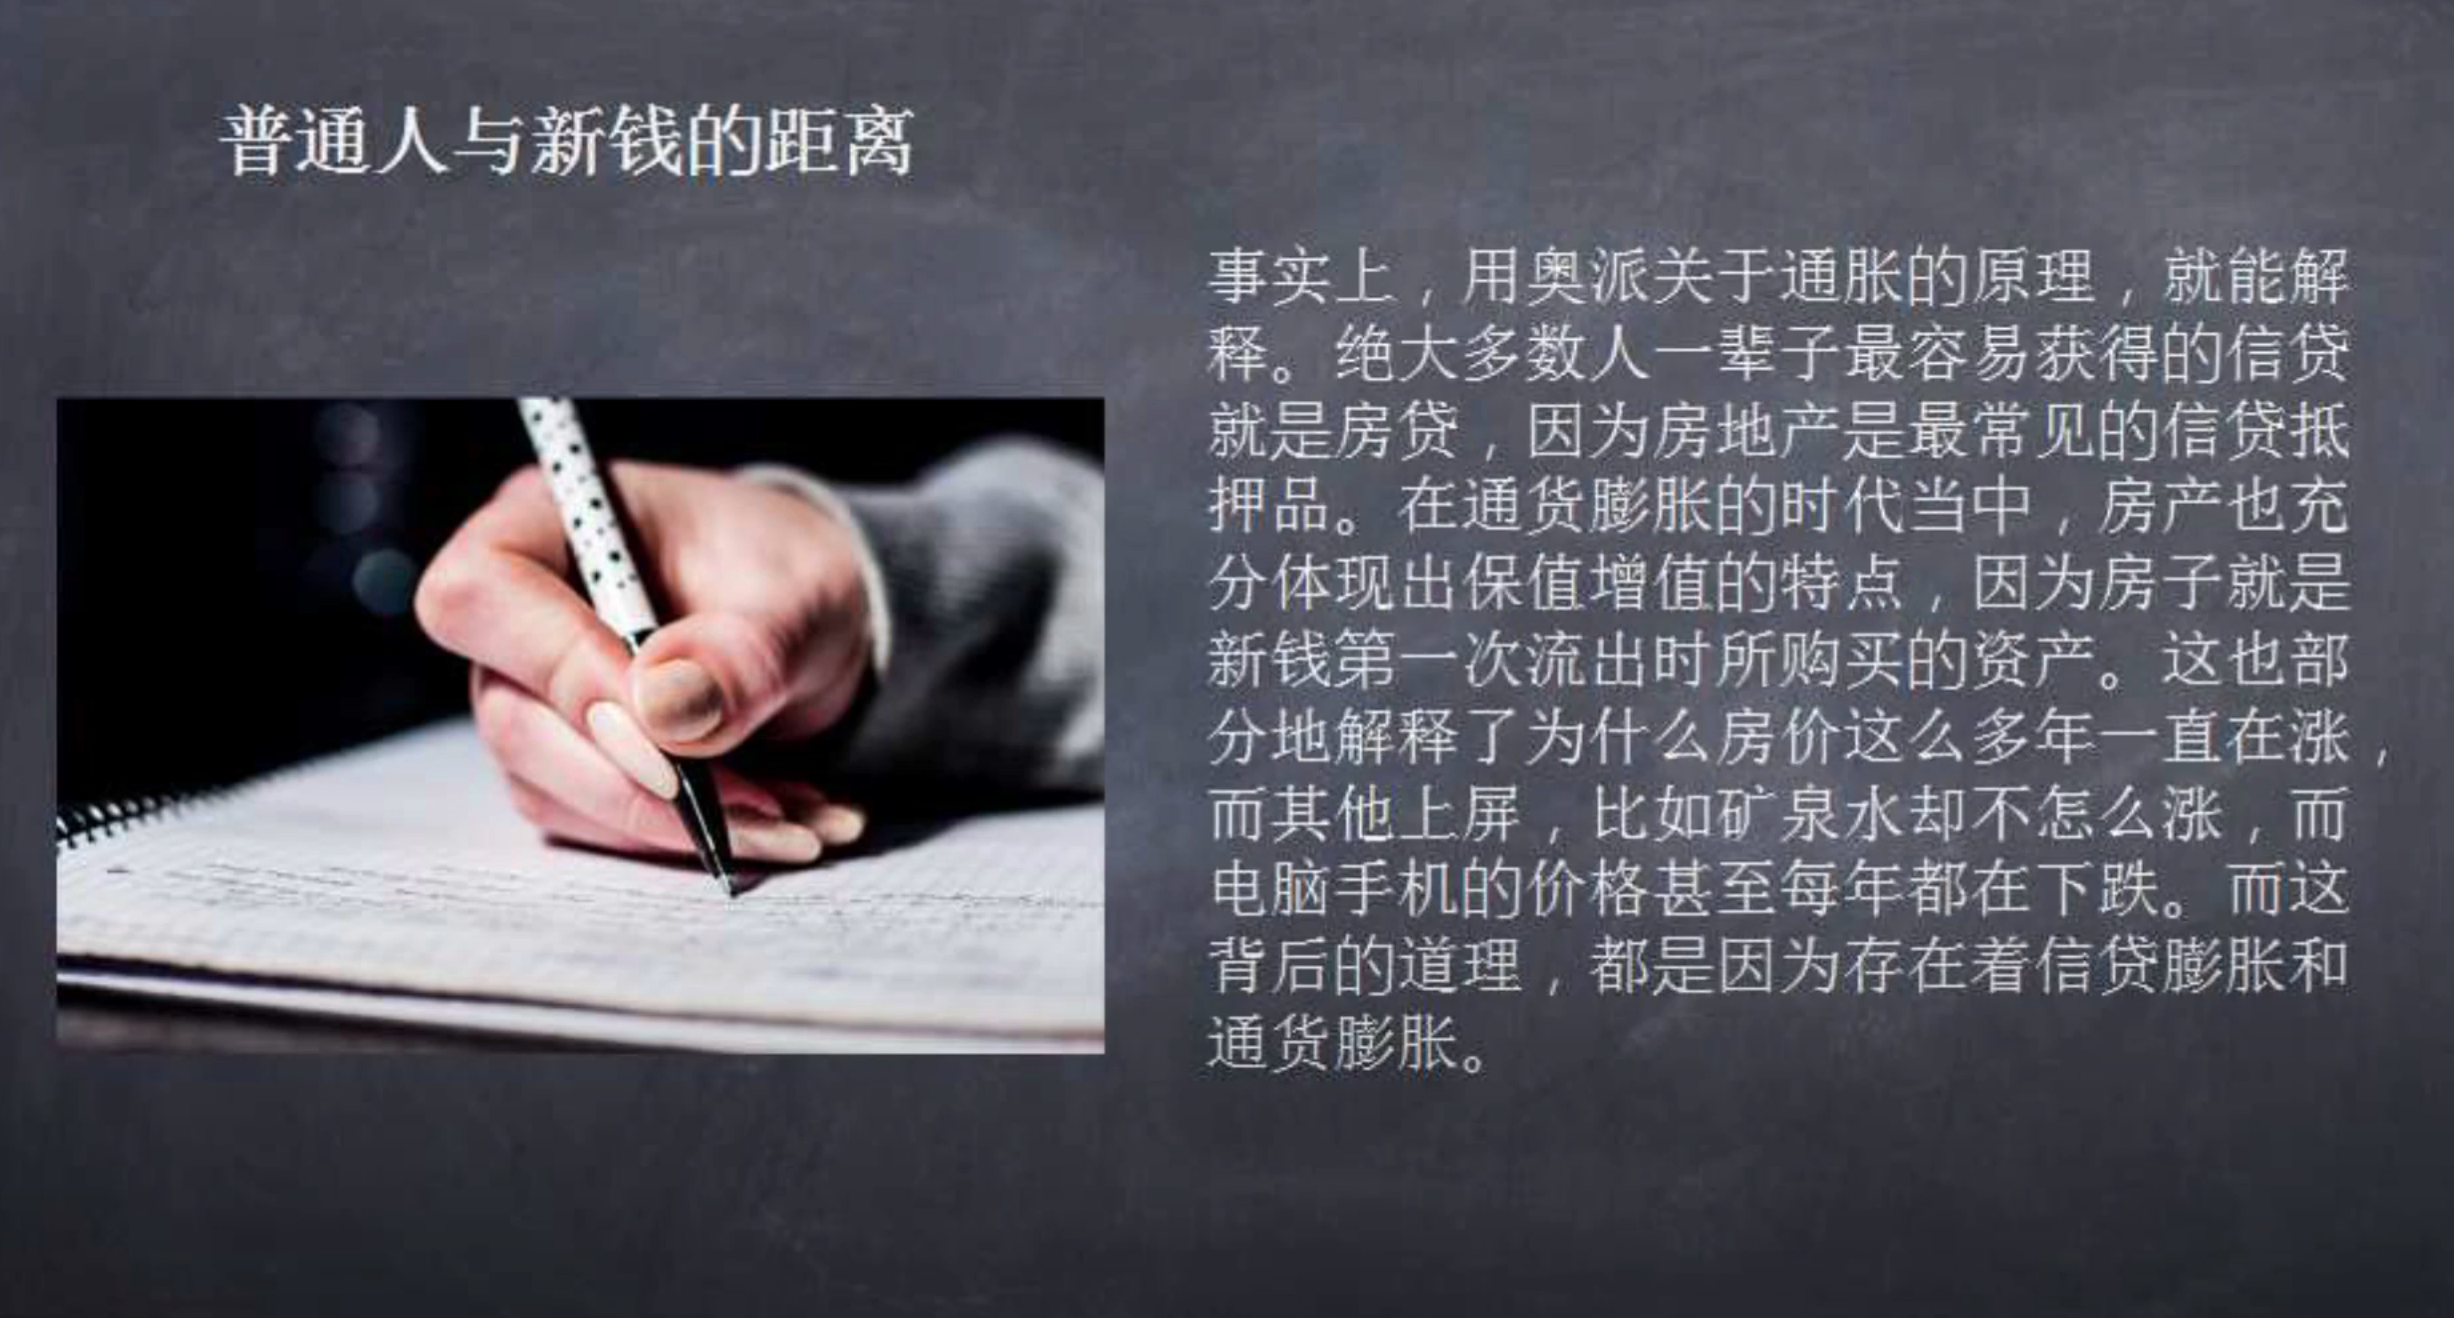 普通人与新钱的距离
事实上，用奥派关于通胀的原理，就能解
释。绝大多数人一辈子最容易获得的信贷
就是房贷，因为房地产是最常见的信贷抵
押品。在通货膨胀的时代当中，房产也充
分体现出保值增值的特点，因为房子就是
新钱第一次流出时所购买的资产。这也部
分地解释了为什么房价这么多年一直在涨，
而其他上屏，比如矿泉水却不怎么涨，而
电脑手机的价格甚至每年都在下跌。而这
背后的道理，都是因为存在着信贷膨胀和
通货膨胀。